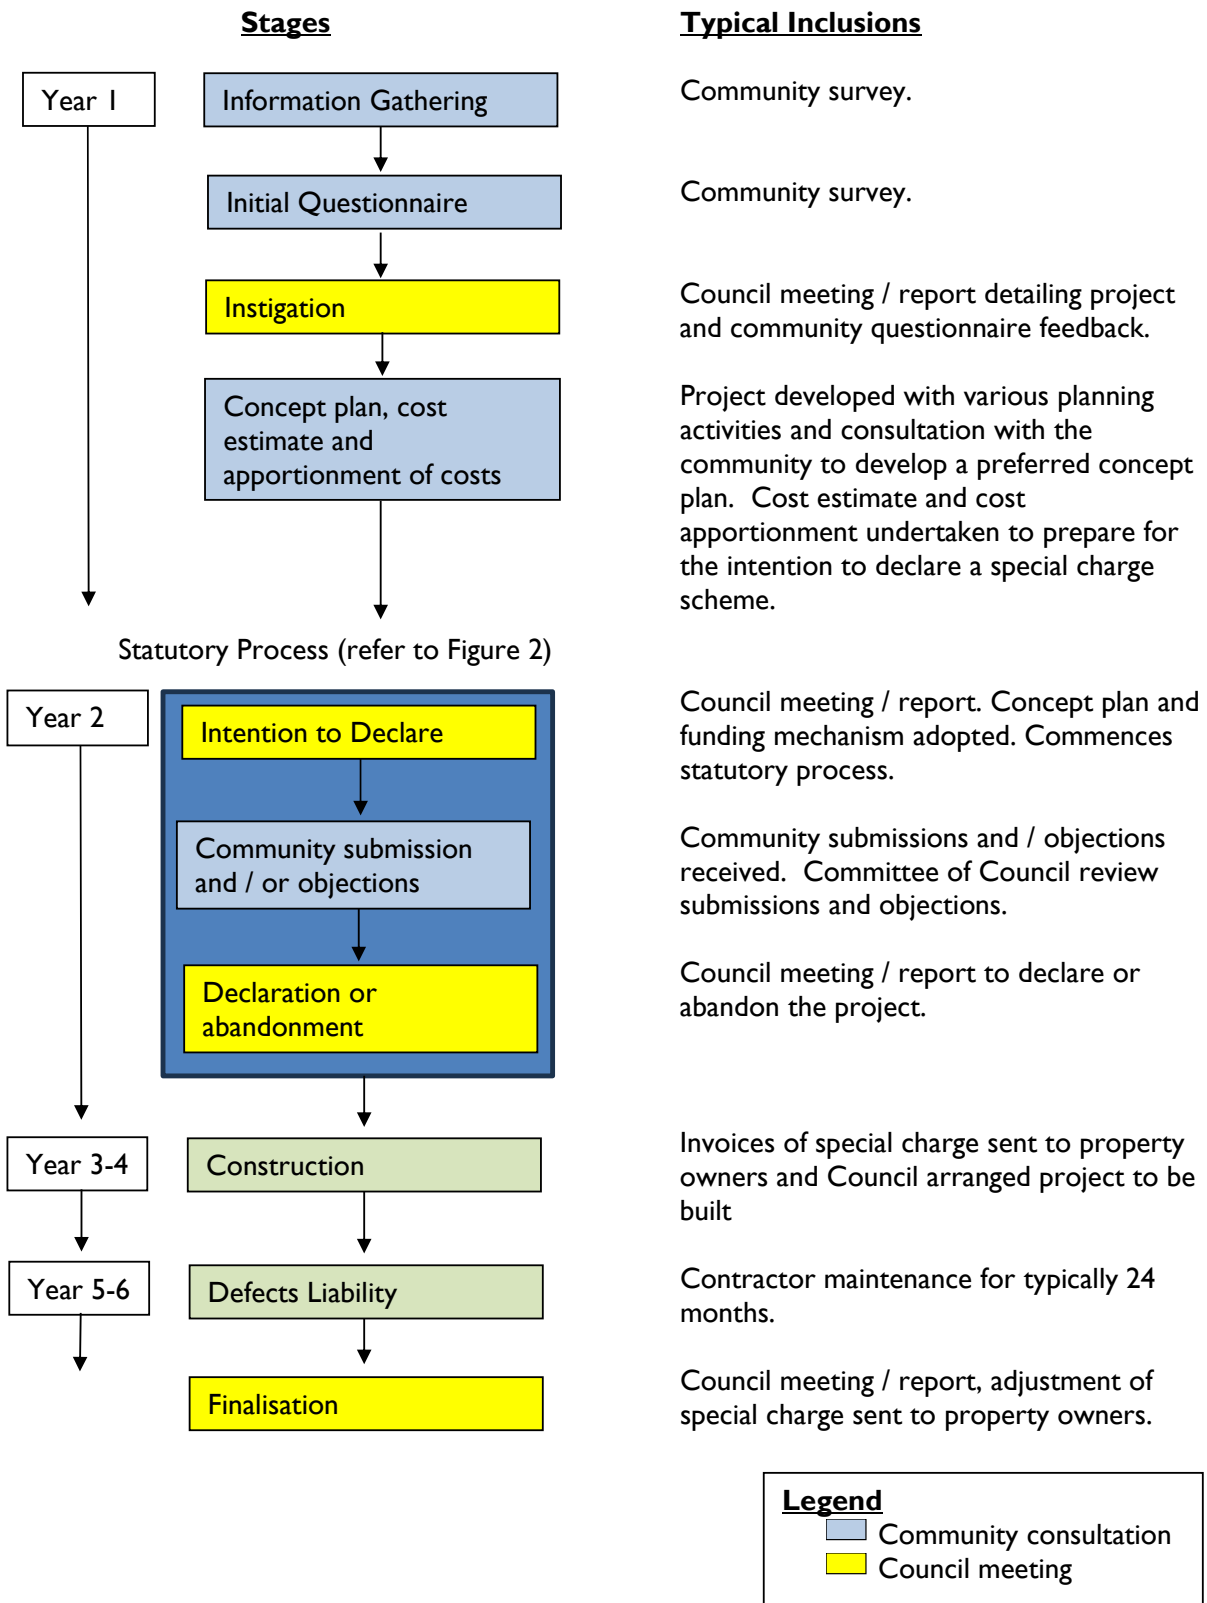 Stages
Typical Inclusions
Year 1
Information Gathering
Community survey.
Initial Questionnaire
Community survey.
Instigation
Council meeting / report detailing project
and community questionnaire feedback.
Concept plan, cost
estimate and
apportionment of costs
Project developed with various planning
activities and consultation with the
community to develop a preferred concept
plan.  Cost estimate and cost
apportionment undertaken to prepare for
the intention to declare a special charge
scheme.
Statutory Process (refer to Figure 2)
Year 2
Intention to Declare
Council meeting / report. Concept plan and
funding mechanism adopted. Commences
statutory process.
Community submission
and / or objections
Community submissions and / objections
received.  Committee of Council review
submissions and objections.
Declaration or
abandonment
Council meeting / report to declare or
abandon the project.
Year 3-4
Construction
Invoices of special charge sent to property
owners and Council arranged project to be
built
Year 5-6
Defects Liability
Contractor maintenance for typically 24
months.
Finalisation
Council meeting / report, adjustment of
special charge sent to property owners.
Legend
Community consultation
Council meeting